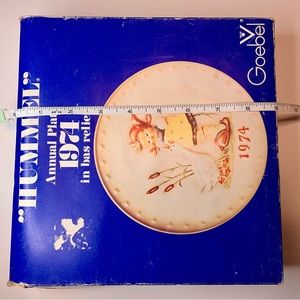 "HUMMEL"
Annual Plate
1974
in bas relief
Goebel
1974